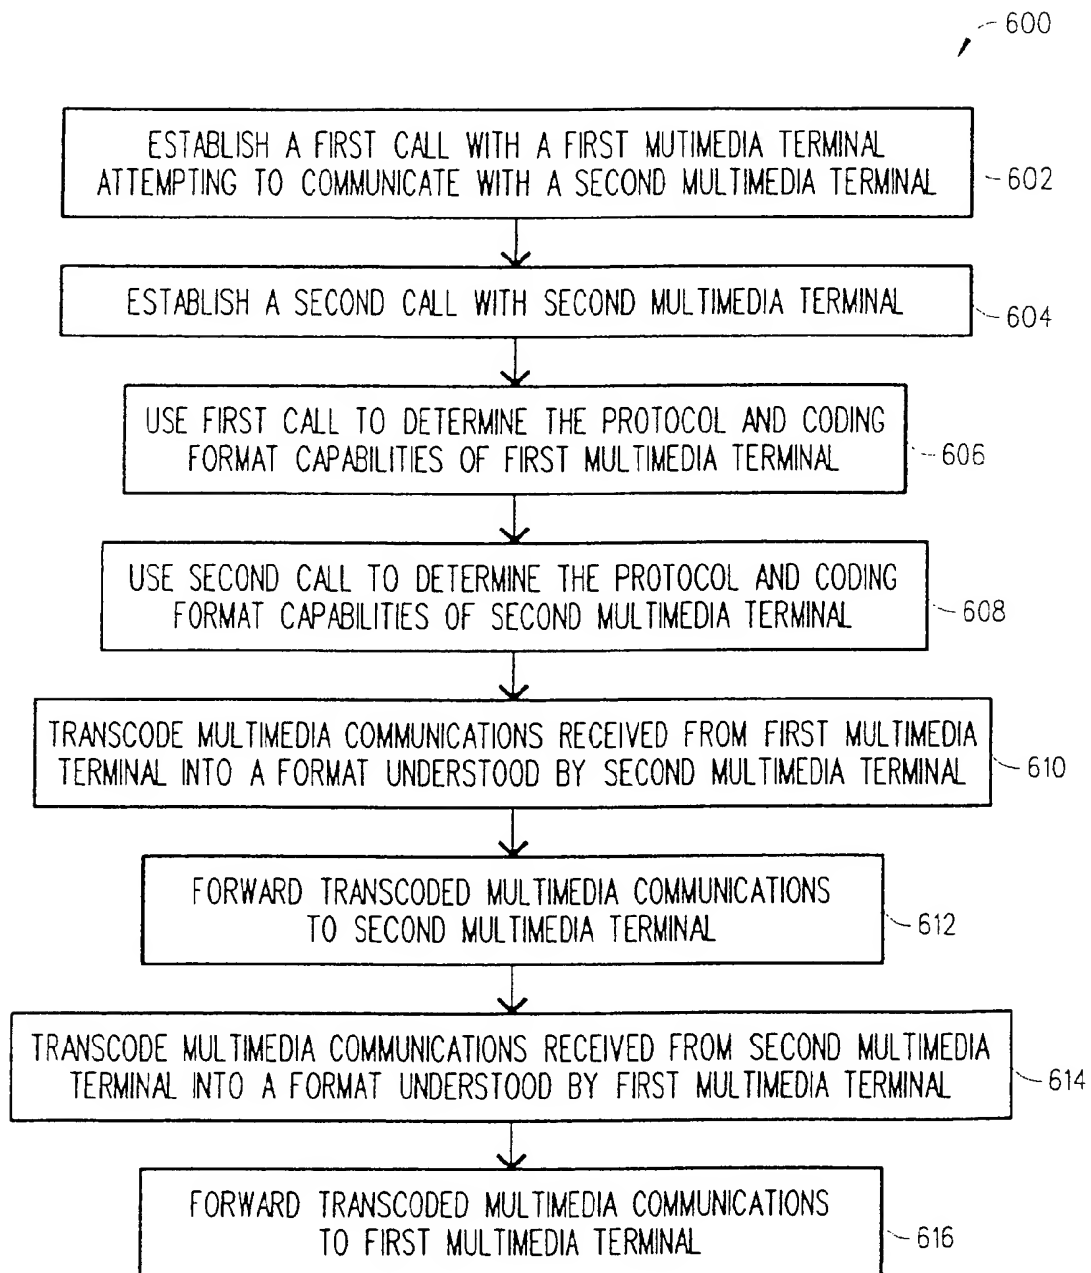 600
ESTABLISH A FIRST CALL WITH A FIRST MUTIMEDIA TERMINAL
ATTEMPTING TO COMMUNICATE WITH A SECOND MULTIMEDIA TERMINAL
602
ESTABLISH A SECOND CALL WITH SECOND MULTIMEDIA TERMINAL
604
USE FIRST CALL TO DETERMINE THE PROTOCOL AND CODING
FORMAT CAPABILITIES OF FIRST MULTIMEDIA TERMINAL
606
USE SECOND CALL TO DETERMINE THE PROTOCOL AND CODING
FORMAT CAPABILITIES OF SECOND MULTIMEDIA TERMINAL
608
TRANSCODE MULTIMEDIA COMMUNICATIONS RECEIVED FROM FIRST MULTIMEDIA
TERMINAL INTO A FORMAT UNDERSTOOD BY SECOND MULTIMEDIA TERMINAL
610
FORWARD TRANSCODED MULTIMEDIA COMMUNICATIONS
TO SECOND MULTIMEDIA TERMINAL
612
TRANSCODE MULTIMEDIA COMMUNICATIONS RECEIVED FROM SECOND MULTIMEDIA
TERMINAL INTO A FORMAT UNDERSTOOD BY FIRST MULTIMEDIA TERMINAL
614
FORWARD TRANSCODED MULTIMEDIA COMMUNICATIONS
TO FIRST MULTIMEDIA TERMINAL
616